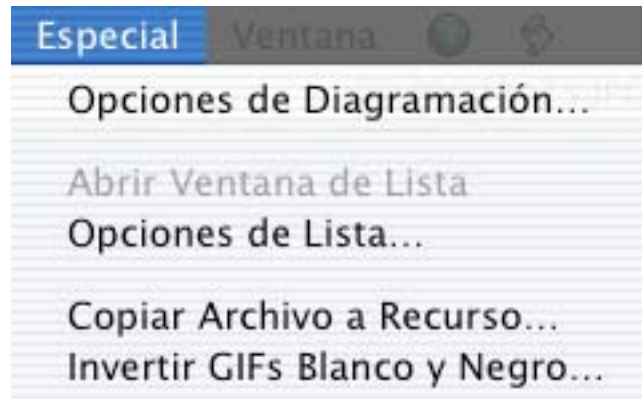 Especial Ventana
Opciones de Diagramación...
Abrir Ventana de Lista
Opciones de Lista...
Copiar Archivo a Recurso...
Invertir GIFs Blanco y Negro...